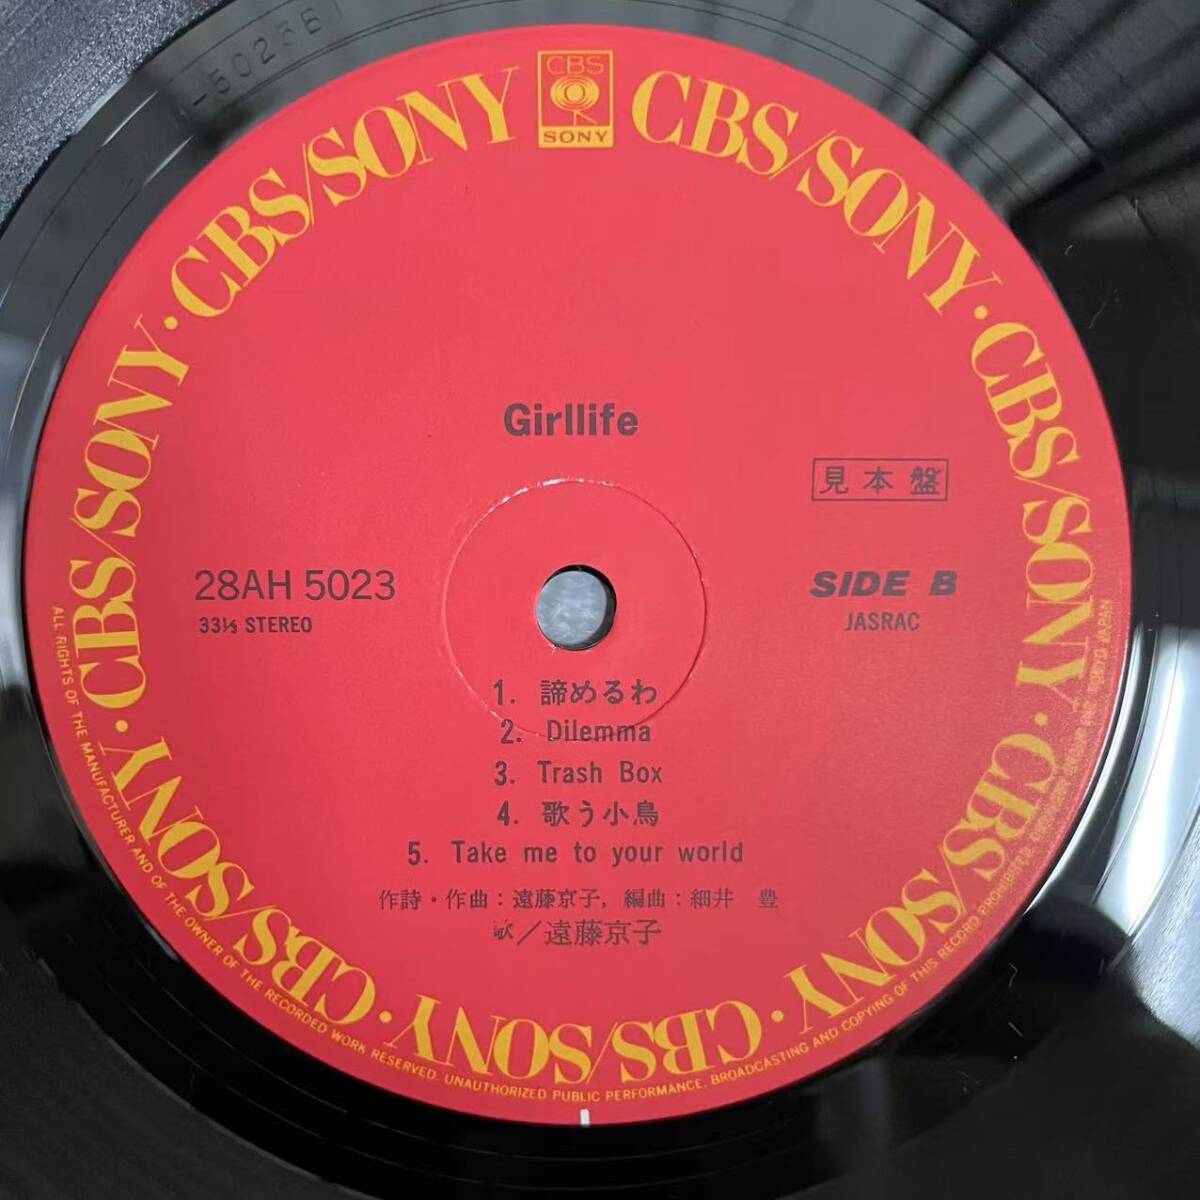 -5023B
CBS
SONY
CBS/SONY · CBS/SONY · CBS/SONY · CBS/SONY · CBS/SONY · CBS/SONY · CBS/SONY
Girllife
見本盤
28AH 5023
33⅓ STEREO
SIDE B
JASRAC
1. 諦めるわ
2. Dilemma
3. Trash Box
4. 歌う小鳥
5. Take me to your world
作詩・作曲:遠藤京子, 編曲:細井 豊
歌/遠藤京子
ALL RIGHTS OF THE MANUFACTURER AND OF THE OWNER OF THE RECORDED WORK RESERVED. UNAUTHORIZED PUBLIC PERFORMANCE, BROADCASTING AND COPYING OF THIS RECORD PROHIBITED.
JAPAN